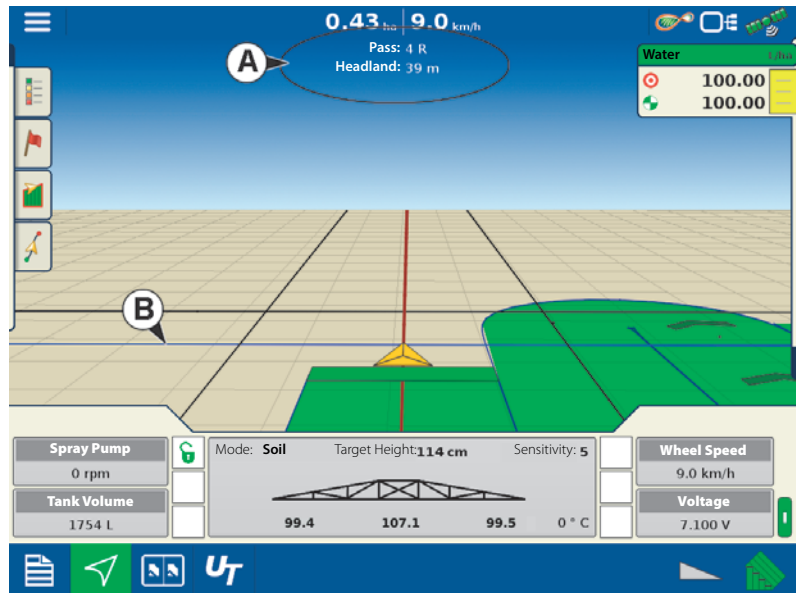 0.43 ha 9.0 km/h
Pass: 4 R
Headland: 39 m
A
Water 1/ha
100.00
100.00
B
Spray Pump
0 rpm
Tank Volume
1754 L
Mode: Soil Target Height: 114 cm Sensitivity: 5
99.4 107.1 99.5 0 ° C
Wheel Speed
9.0 km/h
Voltage
7.100 V
UT